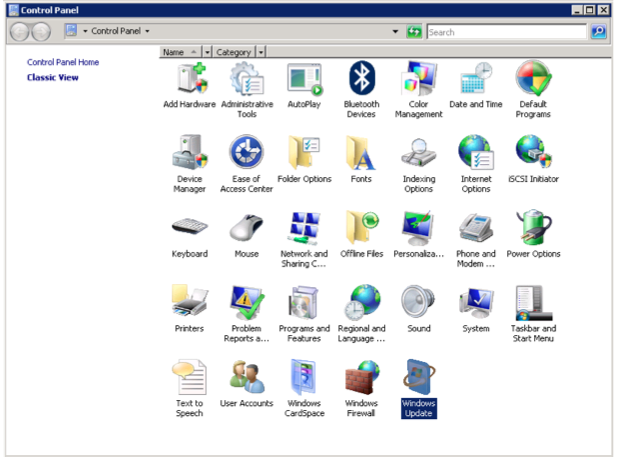 Control Panel
Control Panel
Search
Name Category
Control Panel Home
Classic View
Add Hardware Administrative Tools AutoPlay Bluetooth Devices Color Management Date and Time Default Programs
Device Manager Ease of Access Center Folder Options Fonts Indexing Options Internet Options iSCSI Initiator
Keyboard Mouse Network and Sharing C... Offline Files Personaliza... Phone and Modem ... Power Options
Printers Problem Reports a... Programs and Features Regional and Language ... Sound System Taskbar and Start Menu
Text to Speech User Accounts Windows CardSpace Windows Firewall Windows Update